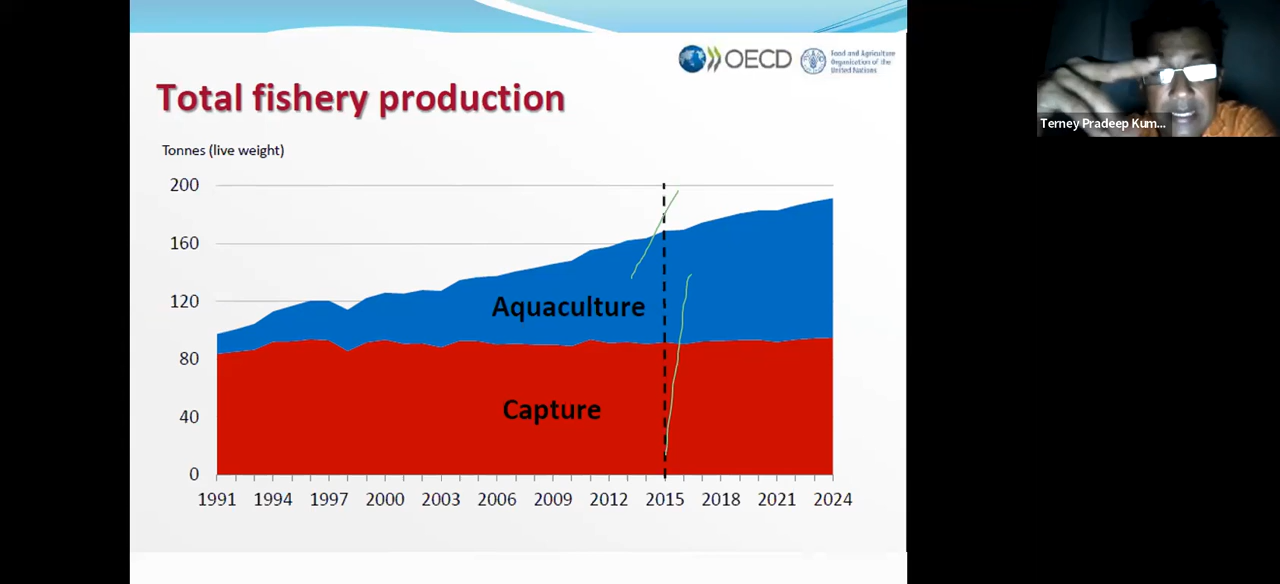 OECD
Food and Agriculture
Organization of the
United Nations
Total fishery production
Terney Pradeep Kum...
Tonnes (live weight)
200
160
120
80
40
0
Aquaculture
Capture
1991 1994 1997 2000 2003 2006 2009 2012 2015 2018 2021 2024